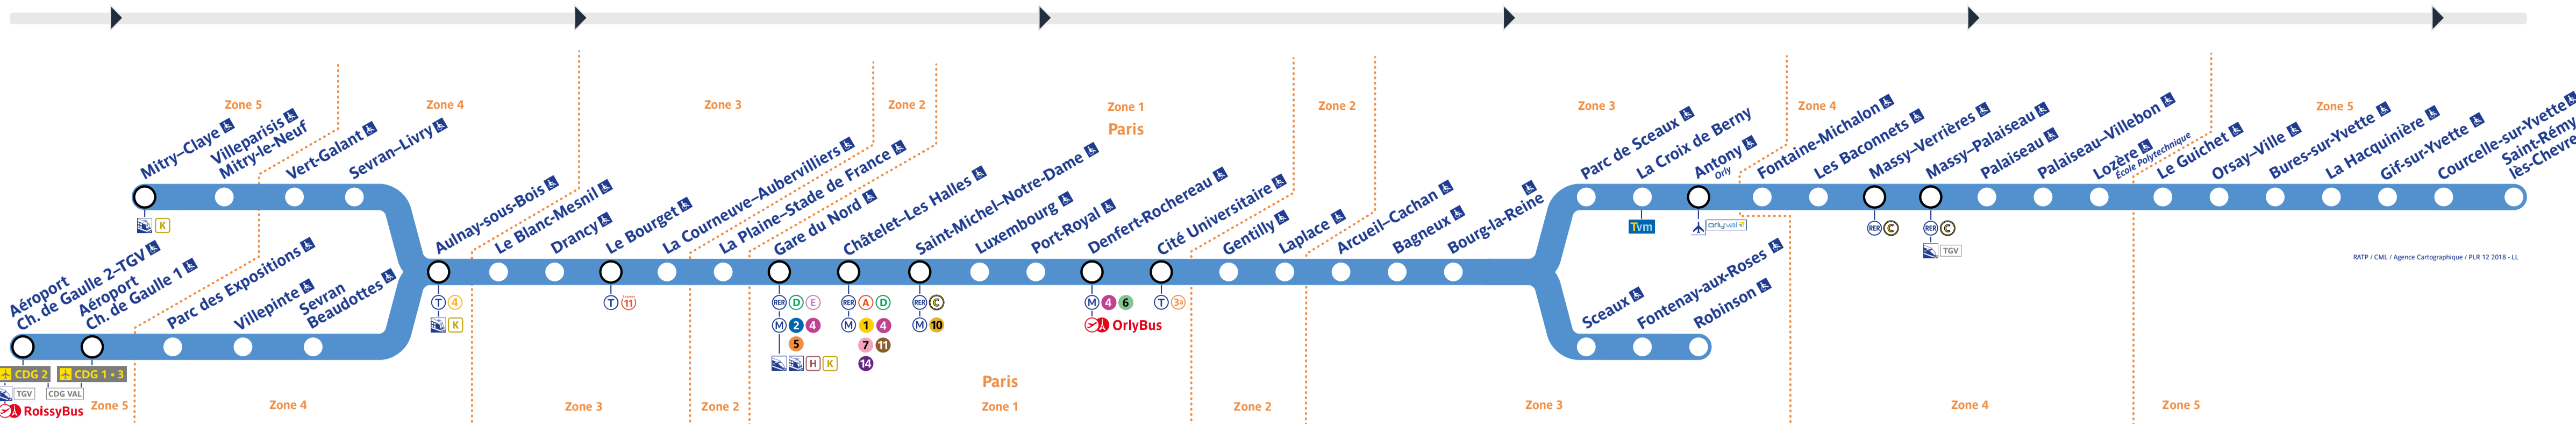 Zone 5
Zone 4
Zone 3
Zone 2
Zone 1
Paris
Zone 2
Zone 3
Zone 4
Zone 5
Mitry–Claye
Villeparisis
Mitry-le-Neuf
Vert-Galant
Sevran–Livry
K
Aéroport
Ch. de Gaulle 2–TGV
Aéroport
Ch. de Gaulle 1
Parc des Expositions
Villepinte
Sevran
Beaudottes
CDG 2
CDG 1 • 3
TGV
CDG VAL
RoissyBus
Aulnay-sous-Bois
T 4
K
Le Blanc-Mesnil
Drancy
Le Bourget
T 11
La Courneuve–Aubervilliers
La Plaine–Stade de France
Gare du Nord
RER D E
M 2 4
5
H K
Châtelet–Les Halles
RER A D
M 1 4
7 11
14
Saint-Michel–Notre-Dame
RER C
M 10
Luxembourg
Port-Royal
Denfert-Rochereau
M 4 6
OrlyBus
Cité Universitaire
T 3a
Gentilly
Laplace
Arcueil–Cachan
Bagneux
Bourg-la-Reine
Parc de Sceaux
La Croix de Berny
Tvm
Antony
Orly
orlyval
Fontaine-Michalon
Les Baconnets
Massy–Verrières
RER C
Massy–Palaiseau
RER C
TGV
Palaiseau
Palaiseau–Villebon
Lozère
École Polytechnique
Le Guichet
Orsay–Ville
Bures-sur-Yvette
La Hacquinière
Gif-sur-Yvette
Courcelle-sur-Yvette
Saint-Rémy
lès-Chevre
Sceaux
Fontenay-aux-Roses
Robinson
RATP / CML / Agence Cartographique / PLR 12 2018 - LL
Zone 5
Zone 4
Zone 3
Zone 2
Paris
Zone 1
Zone 2
Zone 3
Zone 4
Zone 5